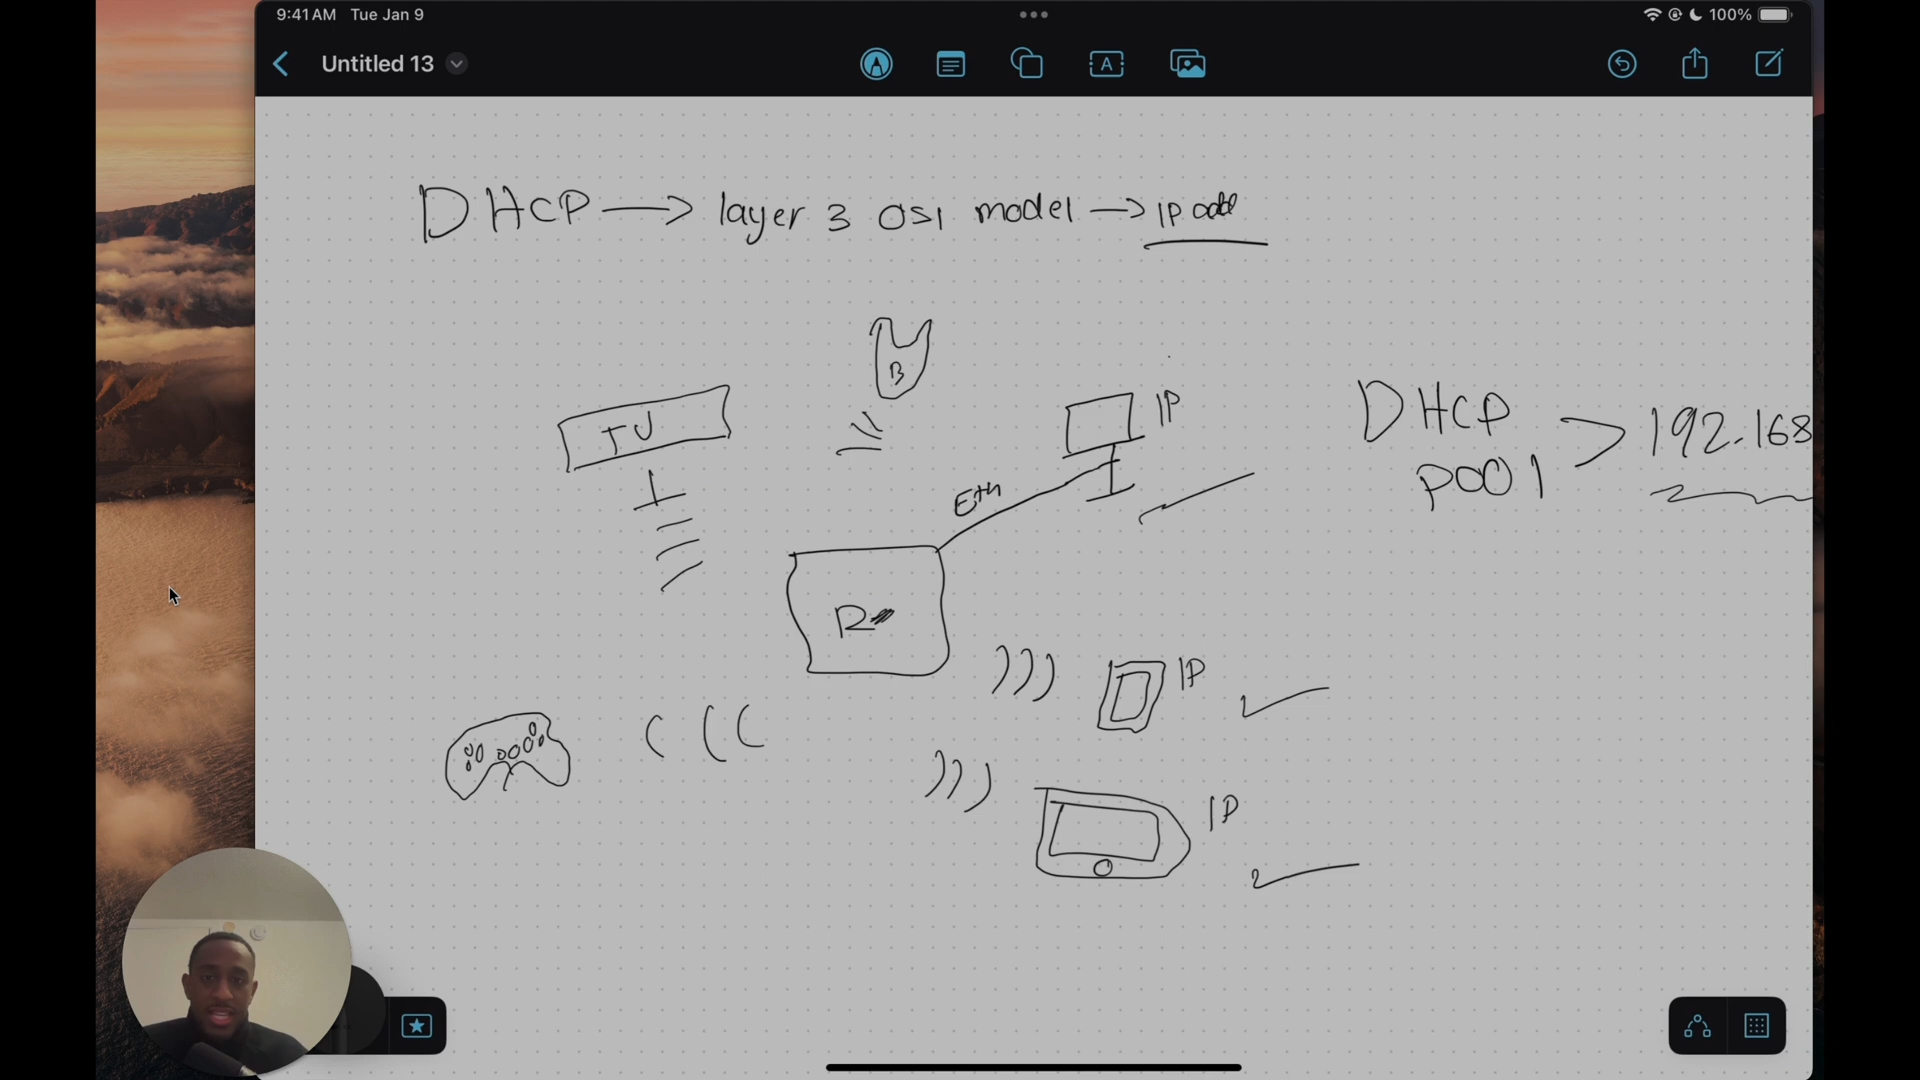 9:41 AM Tue Jan 9
100%
Untitled 13
A
DHCP → layer 3 OSI model → IP add
B
TV
IP
DHCP pool > 192.168
Eth
R
IP
IP